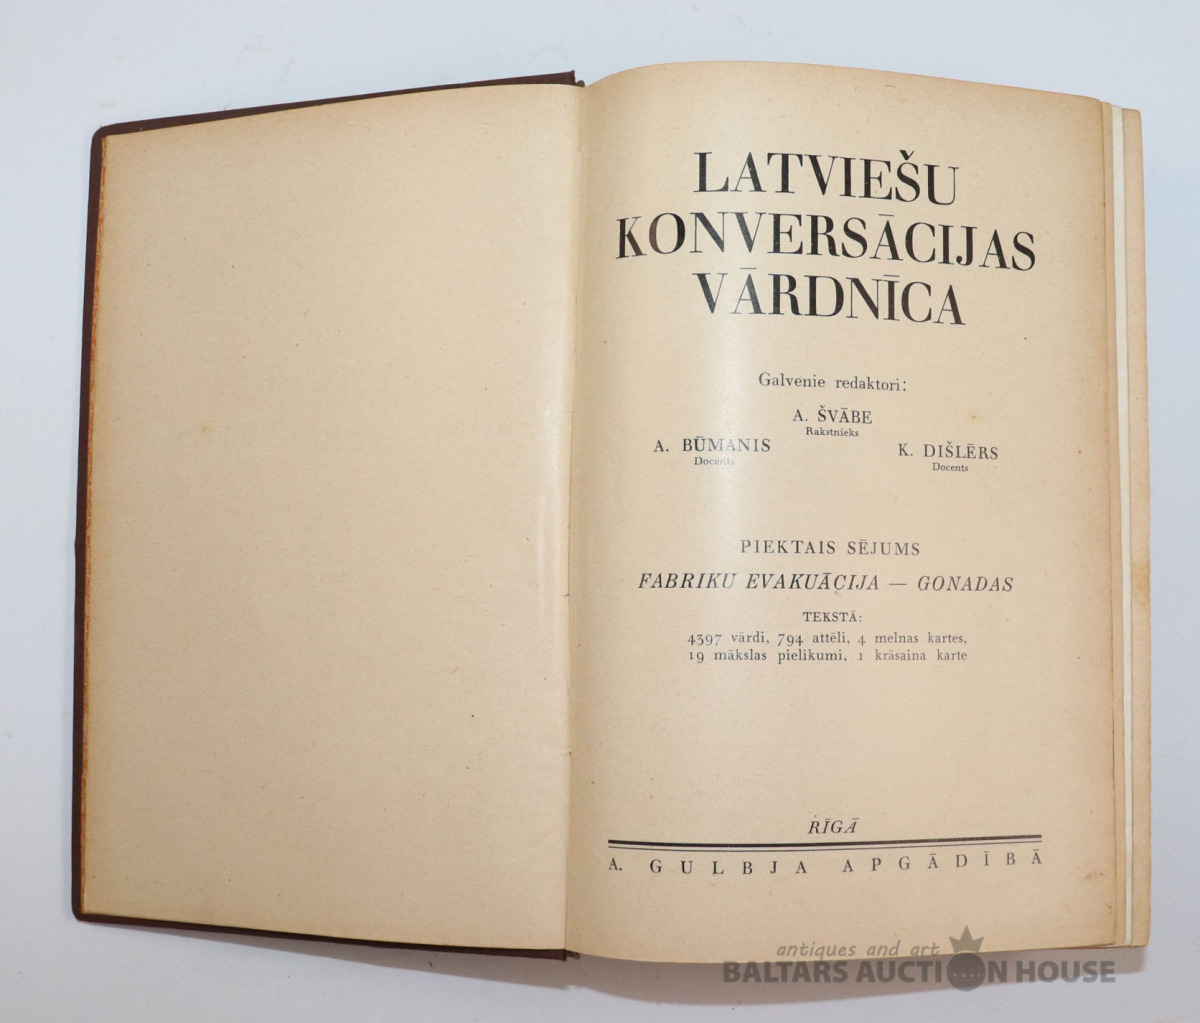 LATVIEŠU
KONVERSĀCIJAS
VĀRDNĪCA
Galvenie redaktori:
A. ŠVĀBE
Rakstnieks
A. BŪMANIS
Docents
K. DIŠLĒRS
Docents
PIEKTAIS SĒJUMS
FABRIKU EVAKUĀCIJA — GONADAS
TEKSTĀ:
4397 vārdi, 794 attēli, 4 melnas kartes,
19 mākslas pielikumi, 1 krāsaina karte
RĪGĀ
A. GULBJA APGĀDĪBĀ
antiques and art
BALTARS AUCTION HOUSE